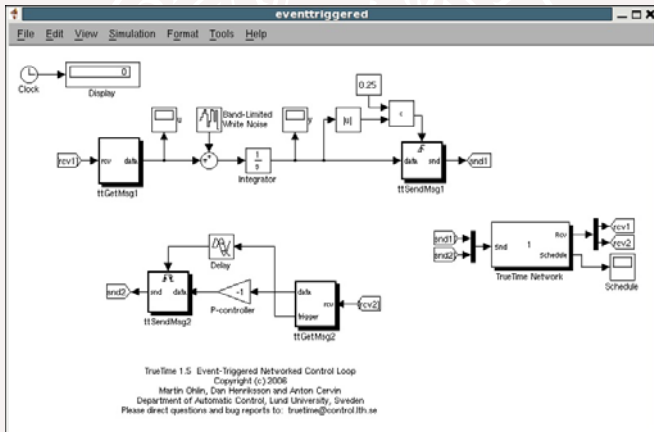 eventtriggered
File Edit View Simulation Format Tools Help
0
Clock
Display
0.25
u
Band-Limited
White Noise
y
|u|
<
rcv1
rcv data
ttGetMsg1
1
s
Integrator
data snd
ttSendMsg1
snd1
Delay
snd2
snd data
ttSendMsg2
-1
P-controller
data
rcv
trigger
ttGetMsg2
rcv2
snd1
snd2
Snd 1 Rcv
Schedule
TrueTime Network
rcv1
rcv2
Schedule
TrueTime 1.5 Event-Triggered Networked Control Loop
Copyright (c) 2006
Martin Ohlin, Dan Henriksson and Anton Cervin
Department of Automatic Control, Lund University, Sweden
Please direct questions and bug reports to: truetime@control.lth.se